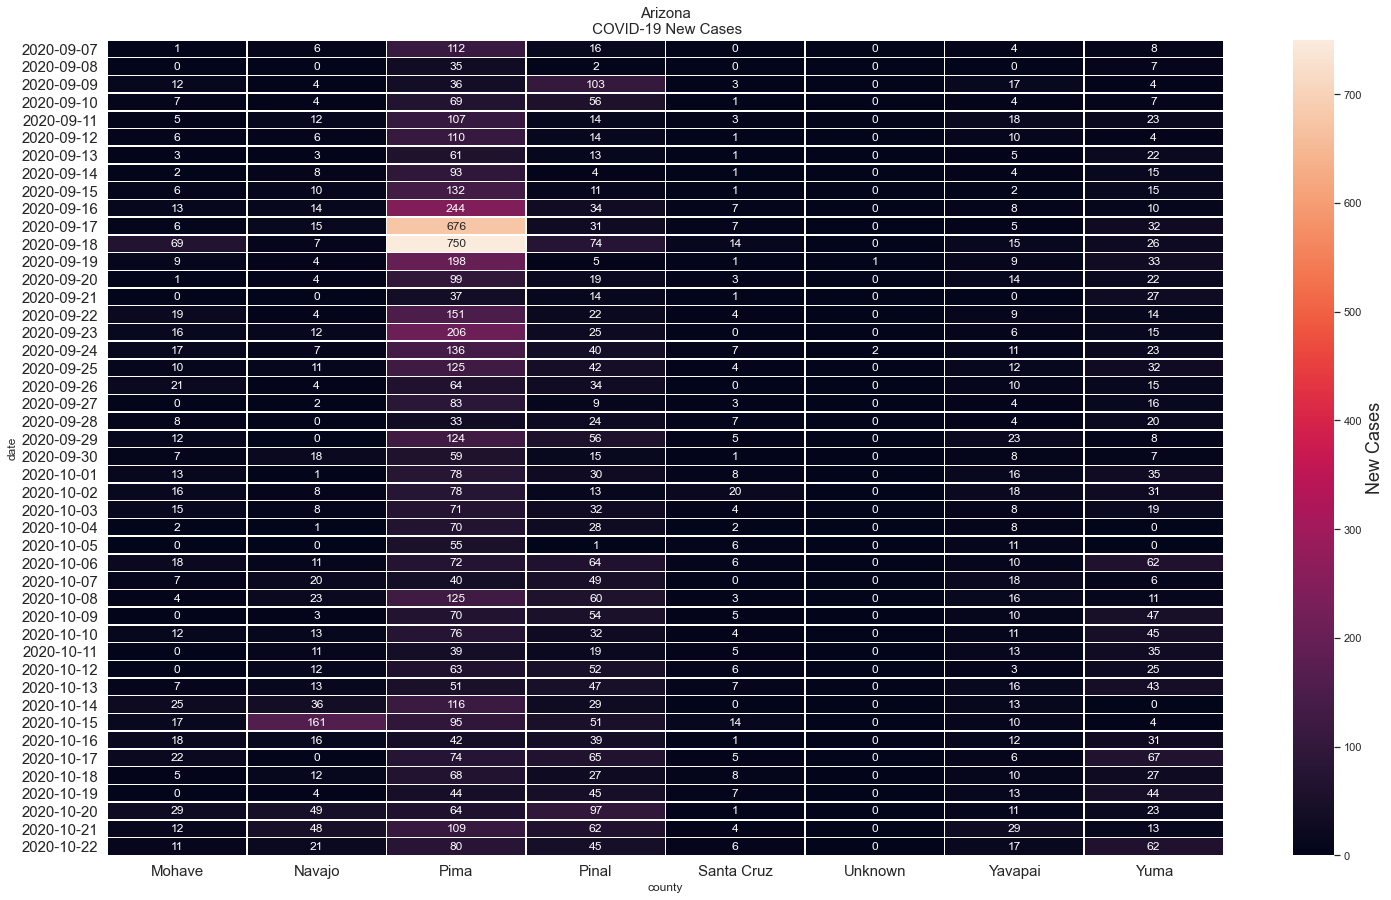 Arizona
COVID-19 New Cases
2020-09-07 1 6 112 16 0 0 4 8
2020-09-08 0 0 35 2 0 0 0 7
2020-09-09 12 4 36 103 3 0 17 4
2020-09-10 7 4 69 56 1 0 4 7
2020-09-11 5 12 107 14 3 0 18 23
2020-09-12 6 6 110 14 1 0 10 4
2020-09-13 3 3 61 13 1 0 5 22
2020-09-14 2 8 93 4 1 0 4 15
2020-09-15 6 10 132 11 1 0 2 15
2020-09-16 13 14 244 34 7 0 8 10
2020-09-17 6 15 676 31 7 0 5 32
2020-09-18 69 7 750 74 14 0 15 26
2020-09-19 9 4 198 5 1 1 9 33
2020-09-20 1 4 99 19 3 0 14 22
2020-09-21 0 0 37 14 1 0 0 27
2020-09-22 19 4 151 22 4 0 9 14
2020-09-23 16 12 206 25 0 0 6 15
2020-09-24 17 7 136 40 7 2 11 23
2020-09-25 10 11 125 42 4 0 12 32
2020-09-26 21 4 64 34 0 0 10 15
2020-09-27 0 2 83 9 3 0 4 16
2020-09-28 8 0 33 24 7 0 4 20
2020-09-29 12 0 124 56 5 0 23 8
2020-09-30 7 18 59 15 1 0 8 7
2020-10-01 13 1 78 30 8 0 16 35
2020-10-02 16 8 78 13 20 0 18 31
2020-10-03 15 8 71 32 4 0 8 19
2020-10-04 2 1 70 28 2 0 8 0
2020-10-05 0 0 55 1 6 0 11 0
2020-10-06 18 11 72 64 6 0 10 62
2020-10-07 7 20 40 49 0 0 18 6
2020-10-08 4 23 125 60 3 0 16 11
2020-10-09 0 3 70 54 5 0 10 47
2020-10-10 12 13 76 32 4 0 11 45
2020-10-11 0 11 39 19 5 0 13 35
2020-10-12 0 12 63 52 6 0 3 25
2020-10-13 7 13 51 47 7 0 16 43
2020-10-14 25 36 116 29 0 0 13 0
2020-10-15 17 161 95 51 14 0 10 4
2020-10-16 18 16 42 39 1 0 12 31
2020-10-17 22 0 74 65 5 0 6 67
2020-10-18 5 12 68 27 8 0 10 27
2020-10-19 0 4 44 45 7 0 13 44
2020-10-20 29 49 64 97 1 0 11 23
2020-10-21 12 48 109 62 4 0 29 13
2020-10-22 11 21 80 45 6 0 17 62
Mohave Navajo Pima Pinal Santa Cruz Unknown Yavapai Yuma
county
date
700
600
500
400
300
200
100
0
New Cases